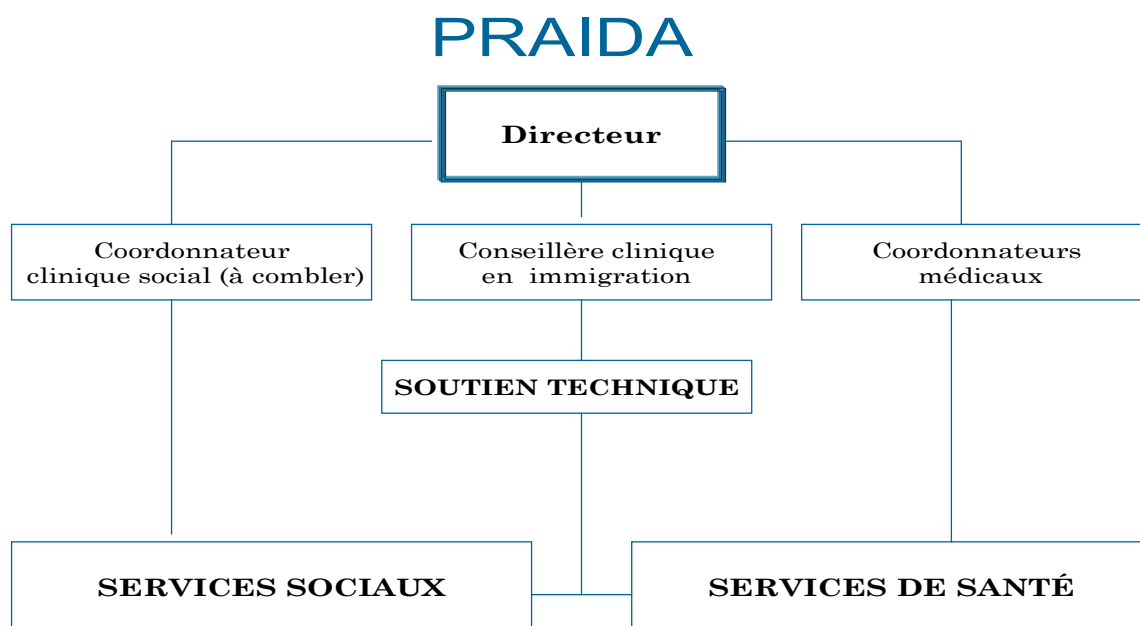 PRAIDA
Directeur
Coordonnateur
clinique social (à combler)
Conseillère clinique
en immigration
Coordonnateurs
médicaux
SOUTIEN TECHNIQUE
SERVICES SOCIAUX
SERVICES DE SANTÉ